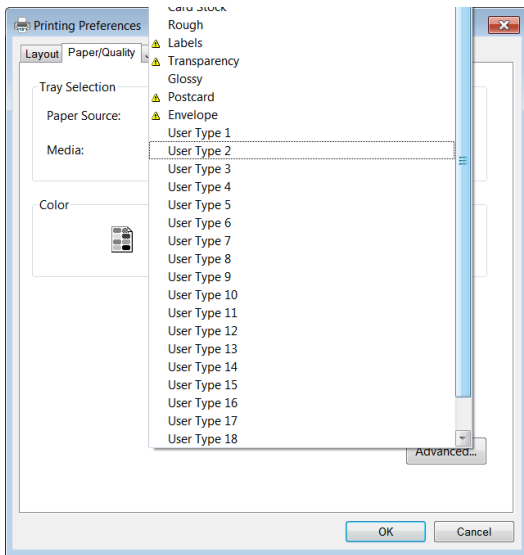 Printing Preferences
Card Stock
Rough
Layout Paper/Quality
Labels
Transparency
Tray Selection
Glossy
Postcard
Paper Source:
Envelope
User Type 1
Media:
User Type 2
User Type 3
User Type 4
Color
User Type 5
User Type 6
User Type 7
User Type 8
User Type 9
User Type 10
User Type 11
User Type 12
User Type 13
User Type 14
User Type 15
User Type 16
User Type 17
User Type 18
Advanced...
OK Cancel